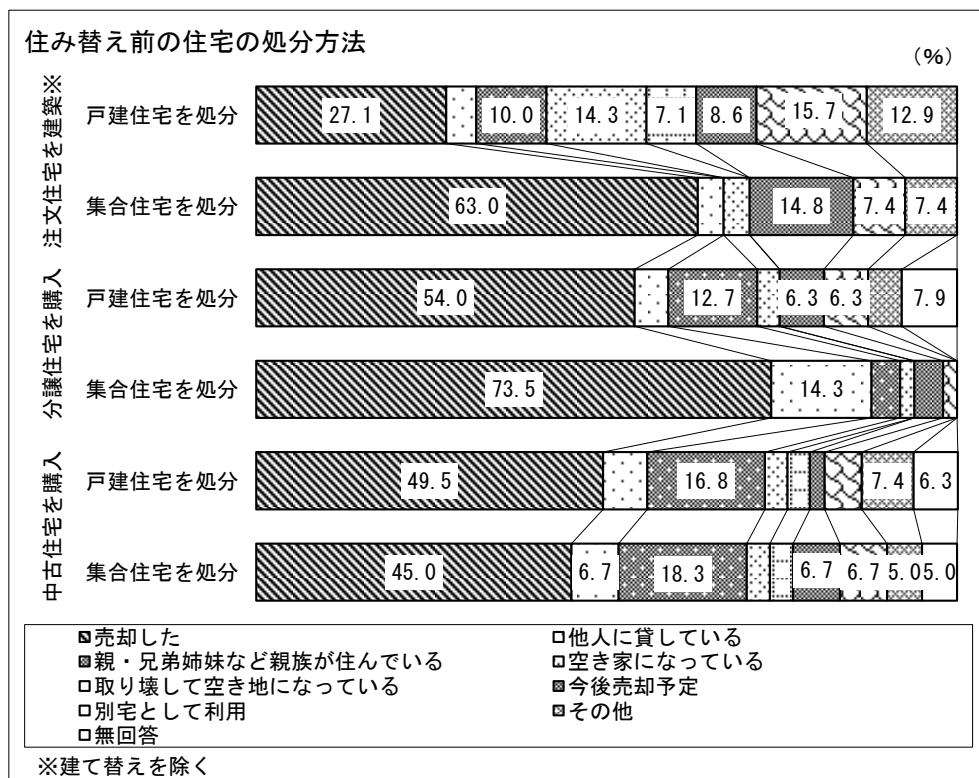 住み替え前の住宅の処分方法
（%）
注文住宅を建築※
戸建住宅を処分
27.1 10.0 14.3 7.1 8.6 15.7 12.9
集合住宅を処分
63.0 14.8 7.4 7.4
分譲住宅を購入
戸建住宅を処分
54.0 12.7 6.3 6.3 7.9
集合住宅を処分
73.5 14.3
中古住宅を購入
戸建住宅を処分
49.5 16.8 7.4 6.3
集合住宅を処分
45.0 6.7 18.3 6.7 6.7 5.0 5.0
売却した 他人に貸している
親・兄弟姉妹など親族が住んでいる 空き家になっている
取り壊して空き地になっている 今後売却予定
別宅として利用 その他
無回答
※建て替えを除く